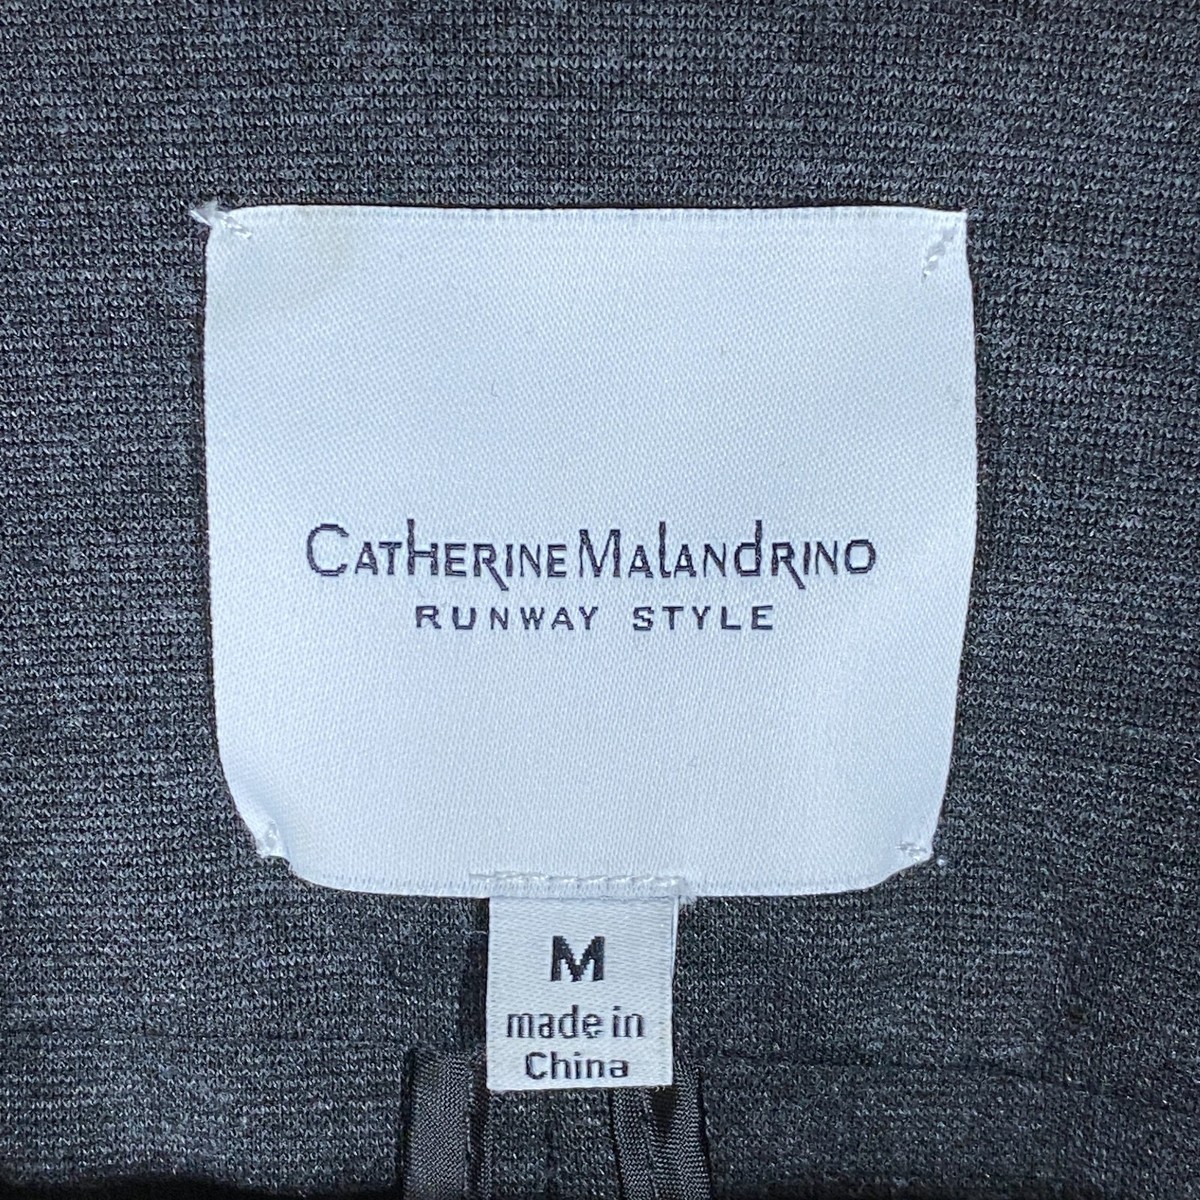 Catherine Malandrino
RUNWAY STYLE
M
made in
China